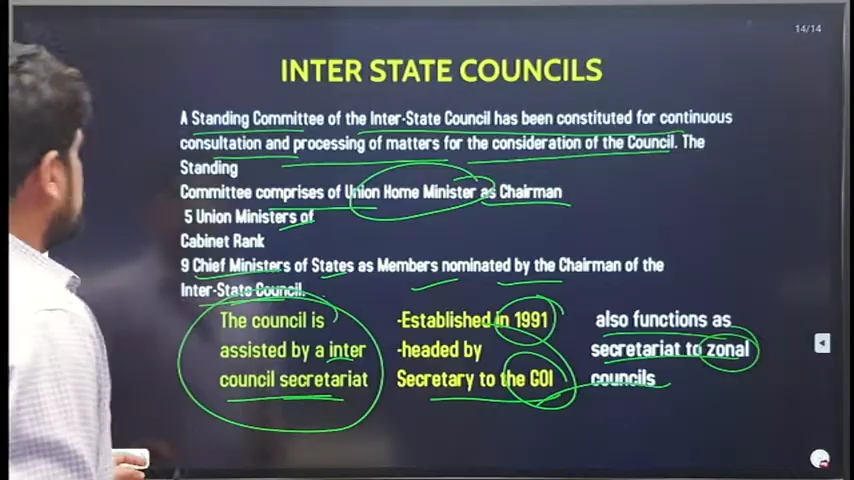 14/14
INTER STATE COUNCILS
A Standing Committee of the Inter-State Council has been constituted for continuous
consultation and processing of matters for the consideration of the Council. The
Standing
Committee comprises of Union Home Minister as Chairman
5 Union Ministers of
Cabinet Rank
9 Chief Ministers of States as Members nominated by the Chairman of the
Inter-State Council.
The council is
assisted by a inter
council secretariat
-Established in 1991
-headed by
Secretary to the GOI
also functions as
secretariat to zonal
councils